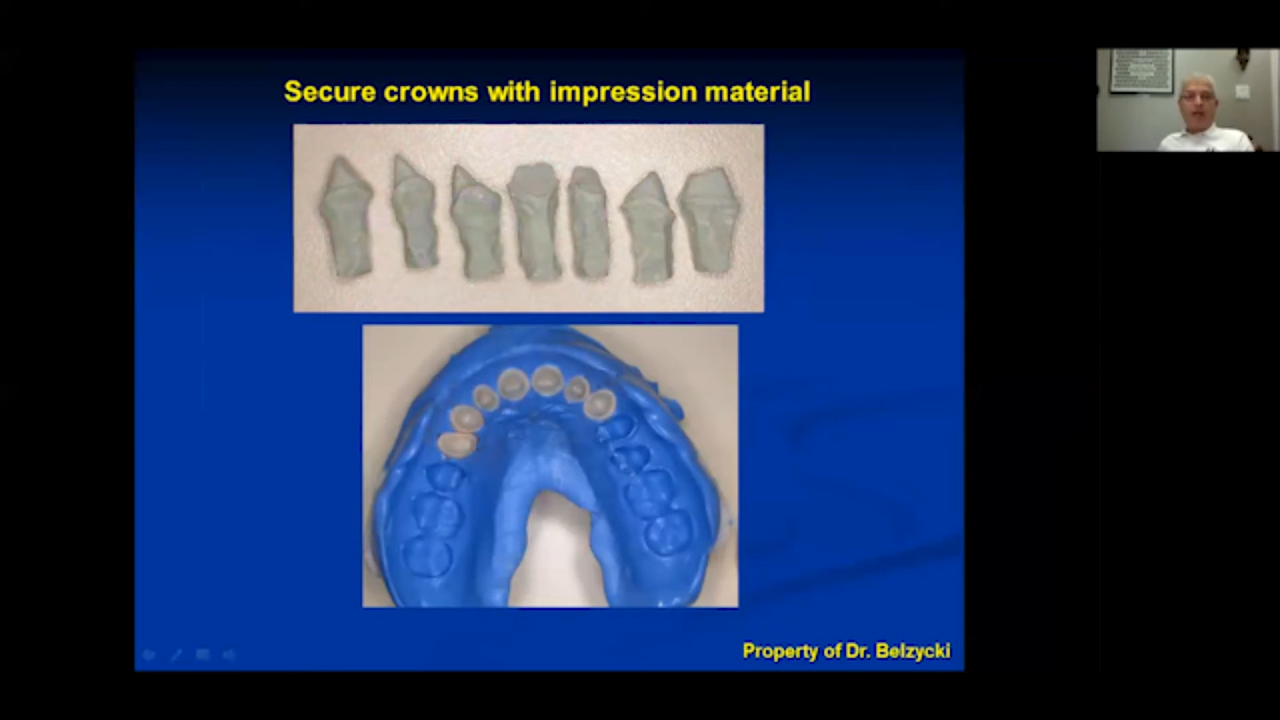 Secure crowns with impression material
Property of Dr. Belzycki